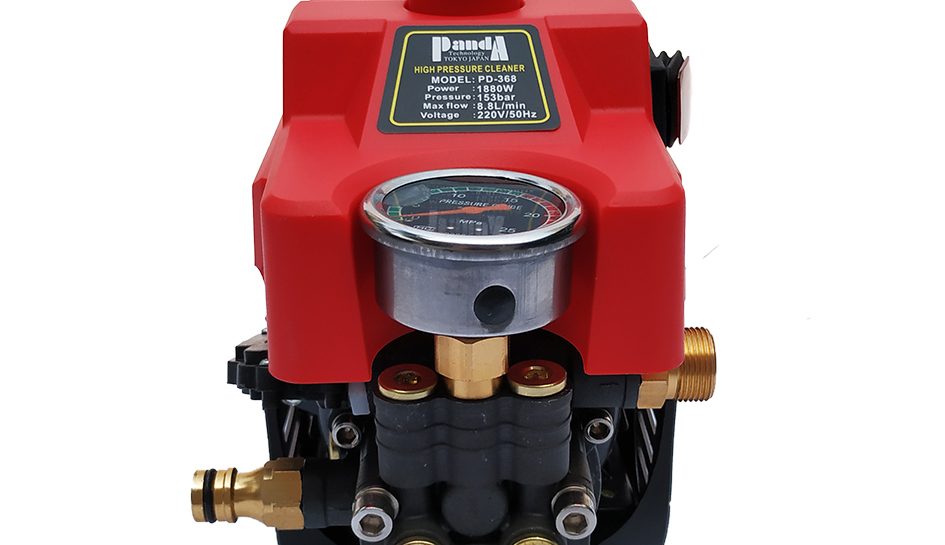 PandA
Technology
TOKYO JAPAN
HIGH PRESSURE CLEANER
MODEL: PD-368
Power : 1880W
Pressure : 153bar
Max flow : 8.8L/min
Voltage : 220V/50Hz
10 15
PRESSURE
20
MPa
25